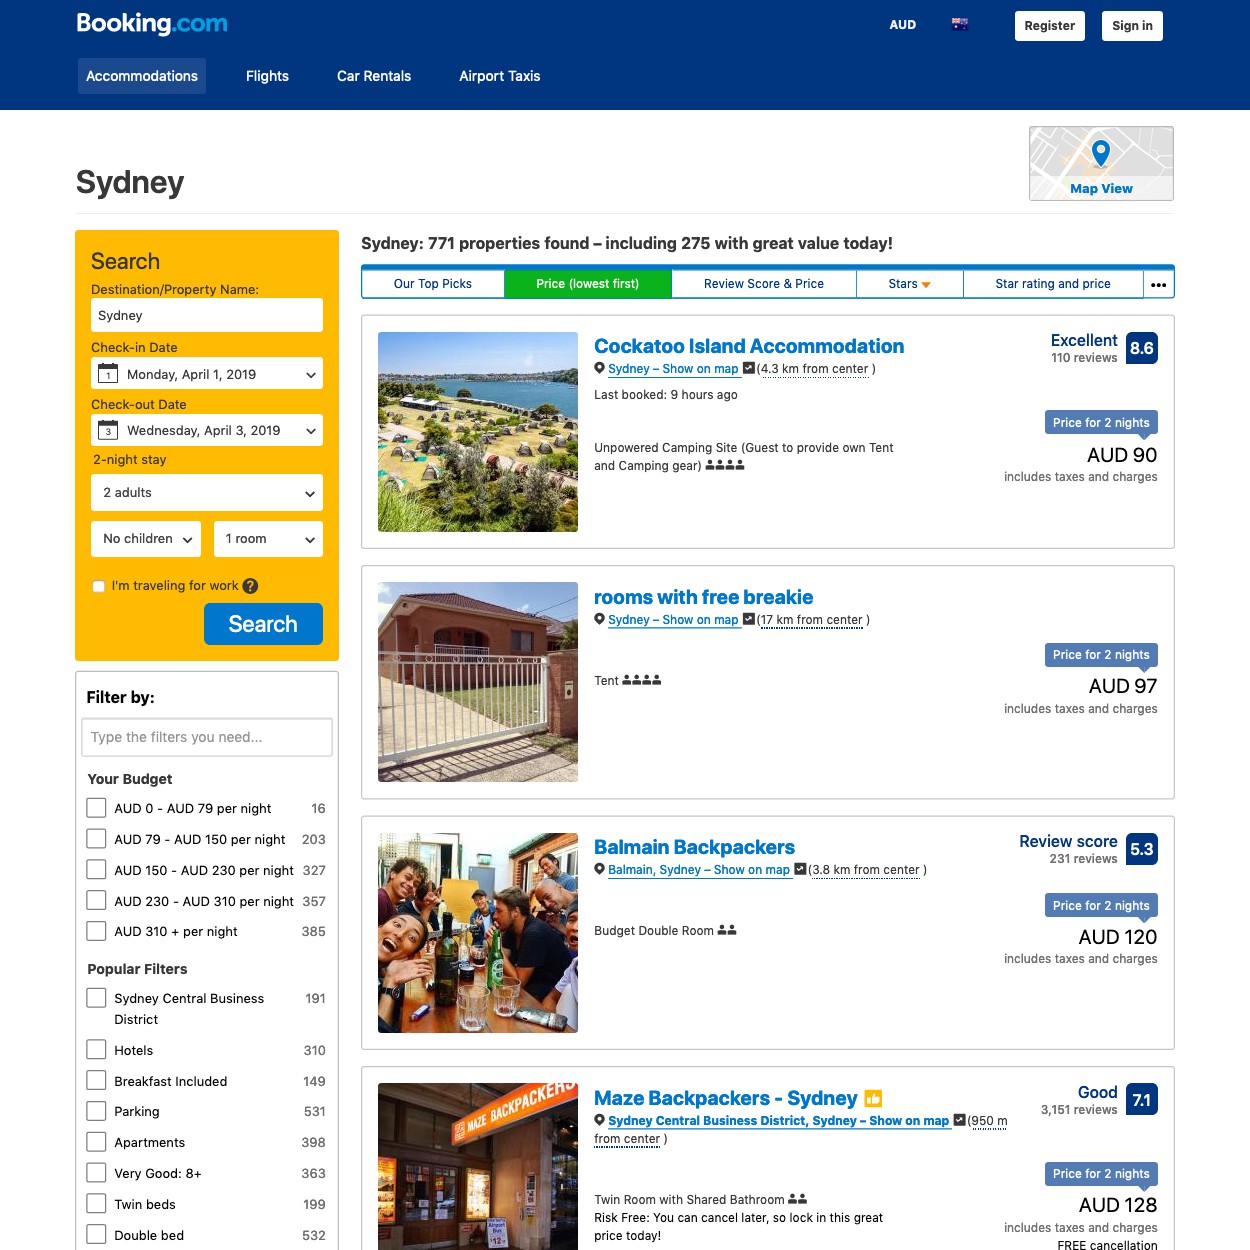 Booking.com
AUD
Register
Sign in
Accommodations
Flights
Car Rentals
Airport Taxis
Sydney
Map View
Search
Destination/Property Name:
Sydney
Check-in Date
1
Monday, April 1, 2019
Check-out Date
3
Wednesday, April 3, 2019
2-night stay
2 adults
No children
1 room
I'm traveling for work ?
Search
Filter by:
Type the filters you need...
Your Budget
AUD 0 - AUD 79 per night 16
AUD 79 - AUD 150 per night 203
AUD 150 - AUD 230 per night 327
AUD 230 - AUD 310 per night 357
AUD 310 + per night 385
Popular Filters
Sydney Central Business 191
District
Hotels 310
Breakfast Included 149
Parking 531
Apartments 398
Very Good: 8+ 363
Twin beds 199
Double bed 532
Sydney: 771 properties found – including 275 with great value today!
Our Top Picks
Price (lowest first)
Review Score & Price
Stars
Star rating and price
•••
Cockatoo Island Accommodation
Sydney – Show on map (4.3 km from center )
Last booked: 9 hours ago
Unpowered Camping Site (Guest to provide own Tent
and Camping gear)
Excellent
110 reviews
8.6
Price for 2 nights
AUD 90
includes taxes and charges
rooms with free breakie
Sydney – Show on map (17 km from center )
Tent
Price for 2 nights
AUD 97
includes taxes and charges
Balmain Backpackers
Balmain, Sydney – Show on map (3.8 km from center )
Budget Double Room
Review score
231 reviews
5.3
Price for 2 nights
AUD 120
includes taxes and charges
MAZE BACKPACKERS
Maze Backpackers - Sydney
Sydney Central Business District, Sydney – Show on map (950 m
from center )
Twin Room with Shared Bathroom
Risk Free: You can cancel later, so lock in this great
price today!
Good
3,151 reviews
7.1
Price for 2 nights
AUD 128
includes taxes and charges
FREE cancellation